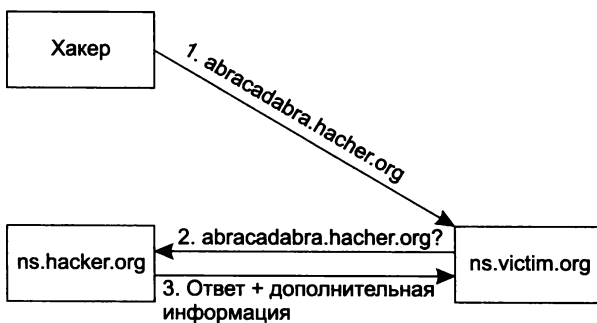 Хакер
1. abracadabra.hacher.org
2. abracadabra.hacher.org?
ns.hacker.org
ns.victim.org
3. Ответ + дополнительная
информация